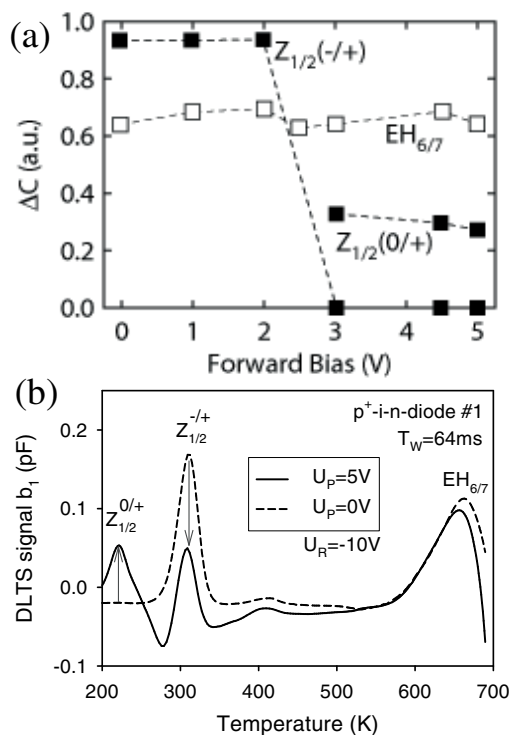 (a)
1.0
0.8
0.6
0.4
0.2
0.0
ΔC (a.u.)
Z1/2(-/+)
EH6/7
Z1/2(0/+)
0 1 2 3 4 5
Forward Bias (V)
(b)
p+-i-n-diode #1
TW=64ms
Z1/2-/+
EH6/7
0.2
UP=5V
UP=0V
UR=-10V
Z1/20/+
0.1
0.0
-0.1
DLTS signal b1 (pF)
200 300 400 500 600 700
Temperature (K)